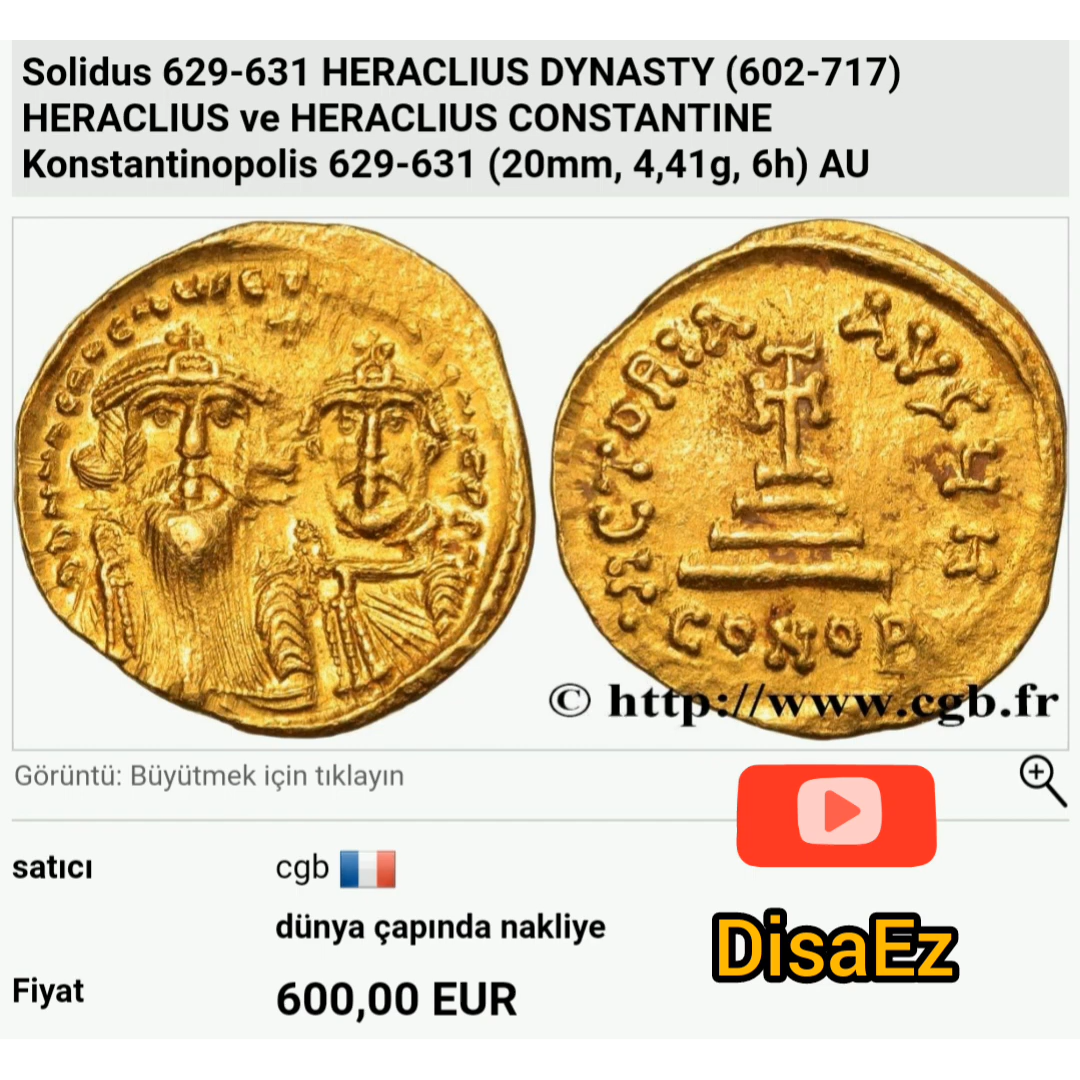 Solidus 629-631 HERACLIUS DYNASTY (602-717)
HERACLIUS ve HERACLIUS CONSTANTINE
Konstantinopolis 629-631 (20mm, 4,41g, 6h) AU
CONOB
© http://www.cgb.fr
Görüntü: Büyütmek için tıklayın
satıcı cgb
dünya çapında nakliye
DisaEz
Fiyat 600,00 EUR